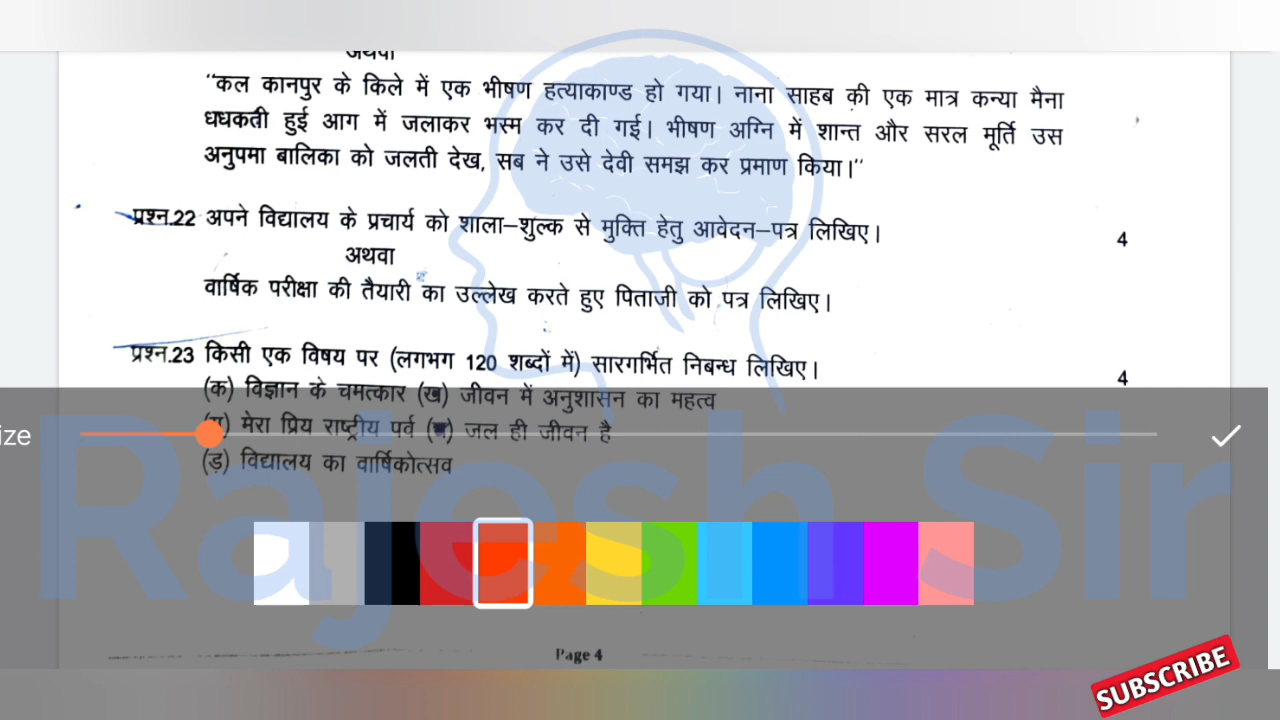 अथवा
“कल कानपुर के किले में एक भीषण हत्याकाण्ड हो गया। नाना साहब की एक मात्र कन्या मैना
धधकती हुई आग में जलाकर भस्म कर दी गई। भीषण अग्नि में शान्त और सरल मूर्ति उस
अनुपमा बालिका को जलती देख, सब ने उसे देवी समझ कर प्रमाण किया।“
प्रश्न.22 अपने विद्यालय के प्रचार्य को शाला–शुल्क से मुक्ति हेतु आवेदन–पत्र लिखिए। 4
अथवा
वार्षिक परीक्षा की तैयारी का उल्लेख करते हुए पिताजी को पत्र लिखिए।
प्रश्न.23 किसी एक विषय पर (लगभग 120 शब्दों में) सारगर्भित निबन्ध लिखिए। 4
(क) विज्ञान के चमत्कार (ख) जीवन में अनुशासन का महत्व
मेरा प्रिय राष्ट्रीय पर्व जल ही जीवन है
(ड़) विद्यालय का वार्षिकोत्सव
ize
Rajesh Sir
Page 4
SUBSCRIBE